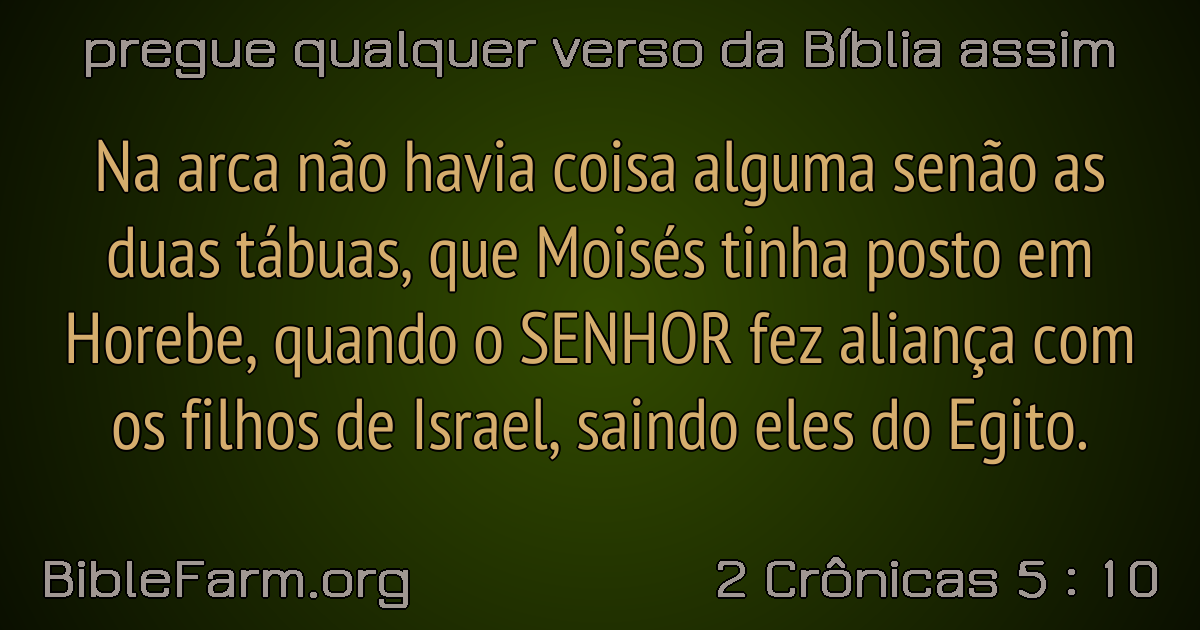 pregue qualquer verso da Bíblia assim
Na arca não havia coisa alguma senão as
duas tábuas, que Moisés tinha posto em
Horebe, quando o SENHOR fez aliança com
os filhos de Israel, saindo eles do Egito.
BibleFarm.org
2 Crônicas 5 : 10